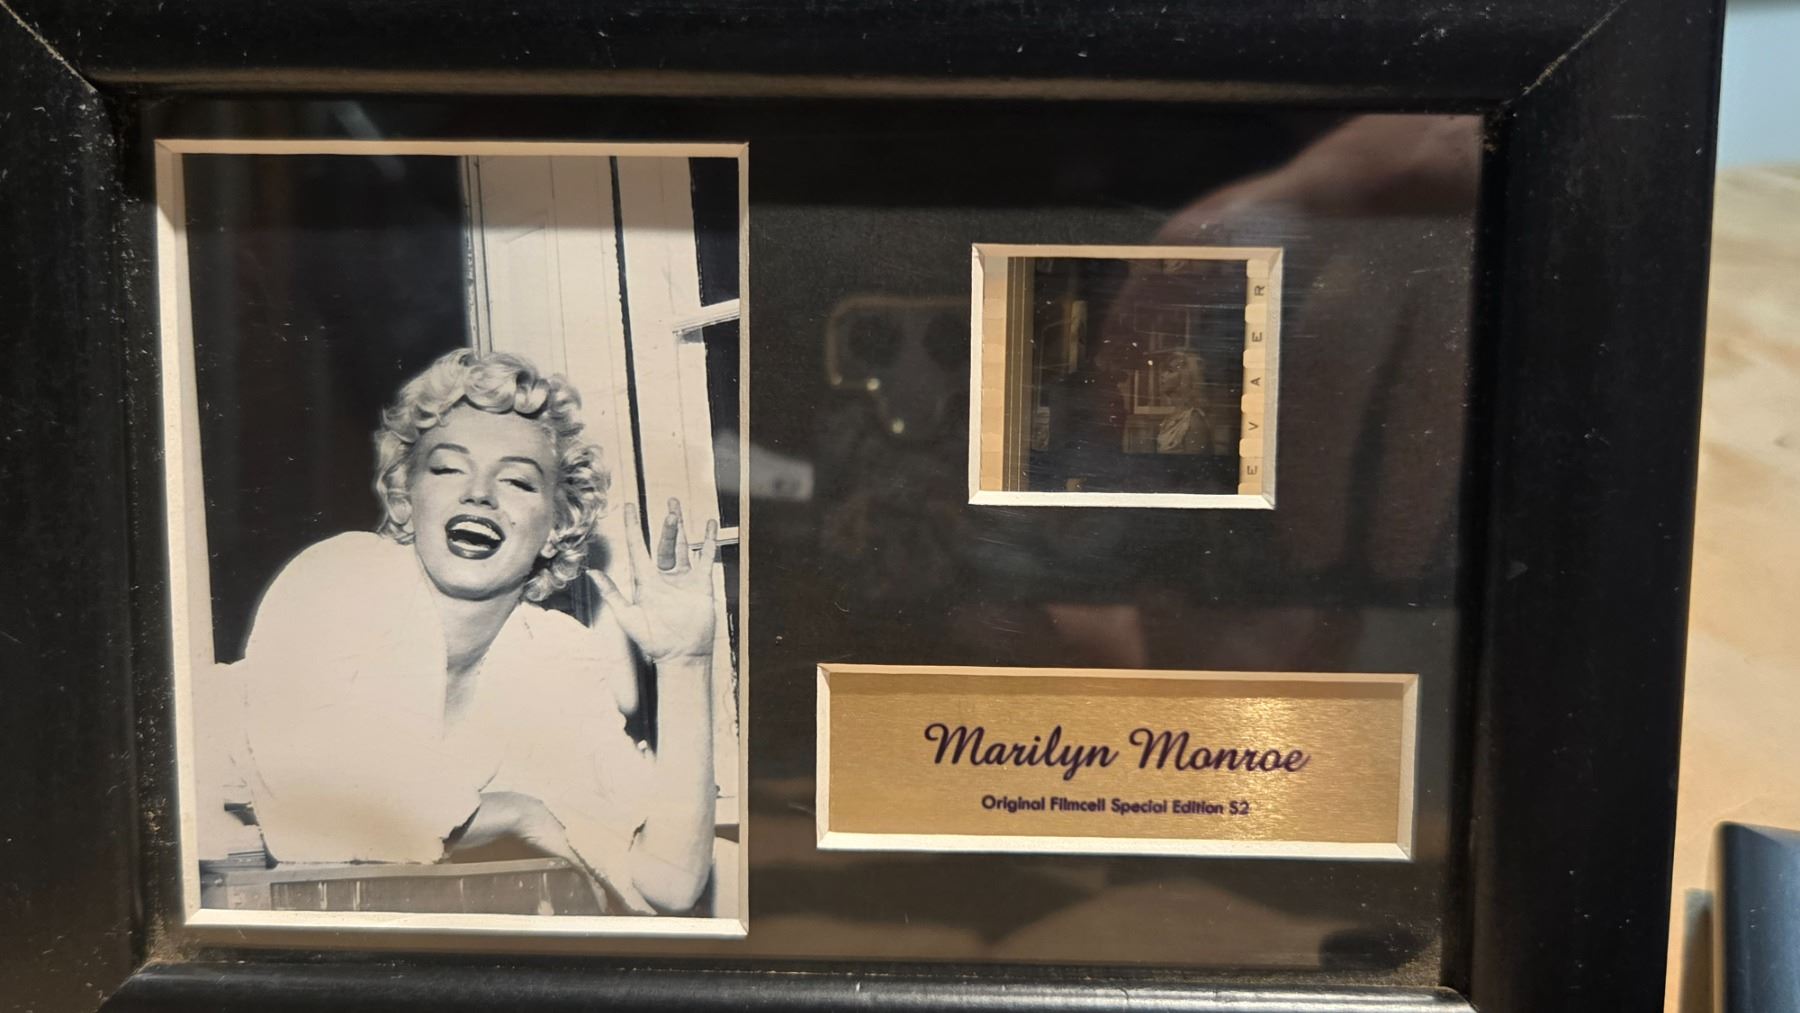 Marilyn Monroe
Original Filmcell Special Edition S2
E V A E R